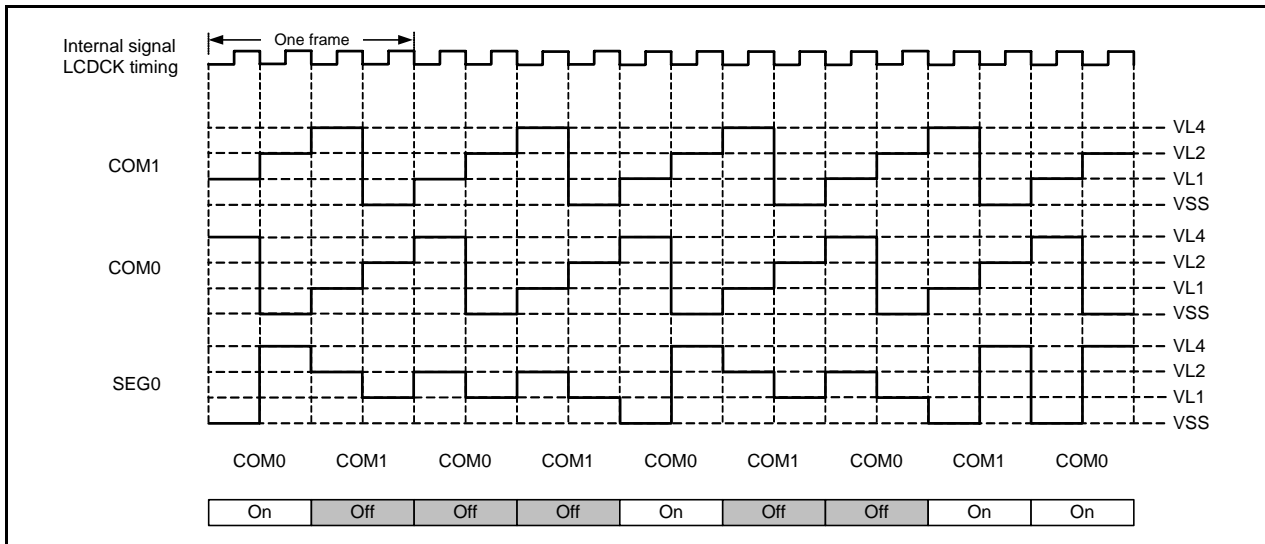 Internal signal
LCDCK timing
One frame
COM1
VL4
VL2
VL1
VSS
COM0
VL4
VL2
VL1
VSS
SEG0
VL4
VL2
VL1
VSS
COM0 COM1 COM0 COM1 COM0 COM1 COM0 COM1 COM0
On Off Off Off On Off Off On On